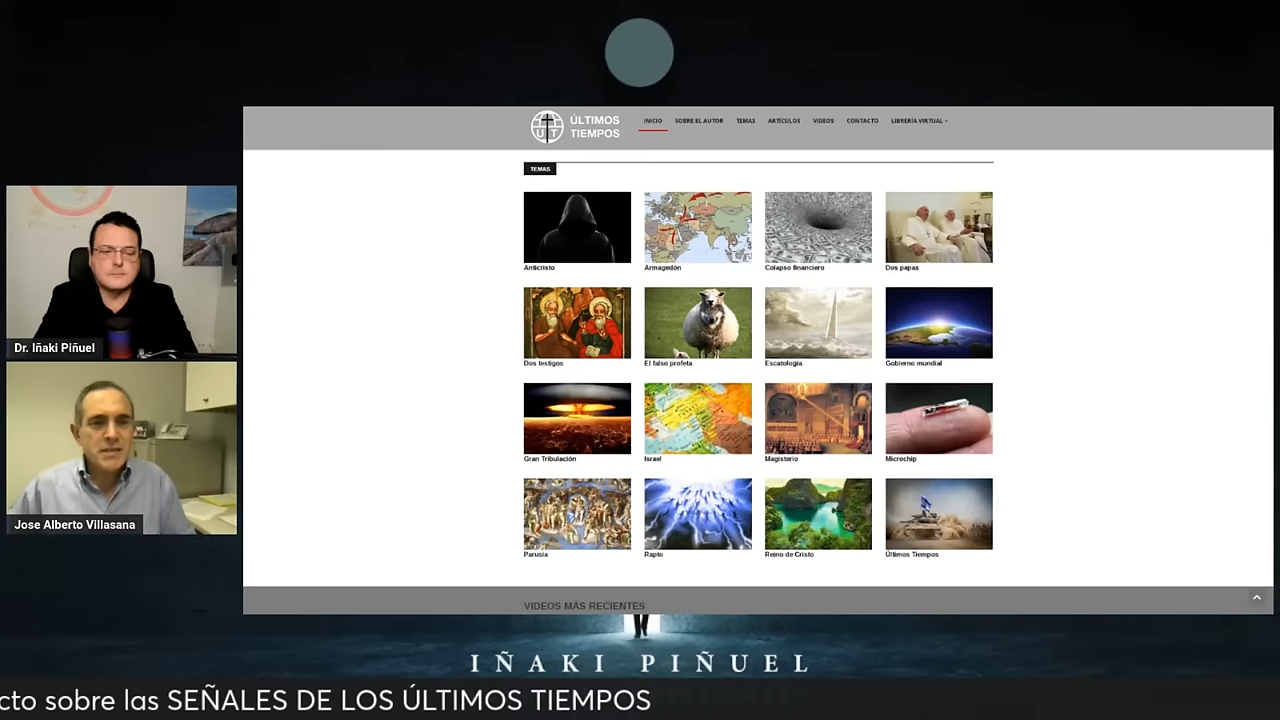 ÚLTIMOS
TIEMPOS
UT
INICIO SOBRE EL AUTOR TEMAS ARTÍCULOS VIDEOS CONTACTO LIBRERÍA VIRTUAL
TEMAS
Anticristo Armagedón Colapso financiero Dos papas
Dos testigos El falso profeta Escatología Gobierno mundial
Gran Tribulación Israel Magisterio Microchip
Parusía Rapto Reino de Cristo Últimos Tiempos
VIDEOS MÁS RECIENTES
Dr. Iñaki Piñuel
Jose Alberto Villasana
IÑAKI PIÑUEL
cto sobre las SEÑALES DE LOS ÚLTIMOS TIEMPOS